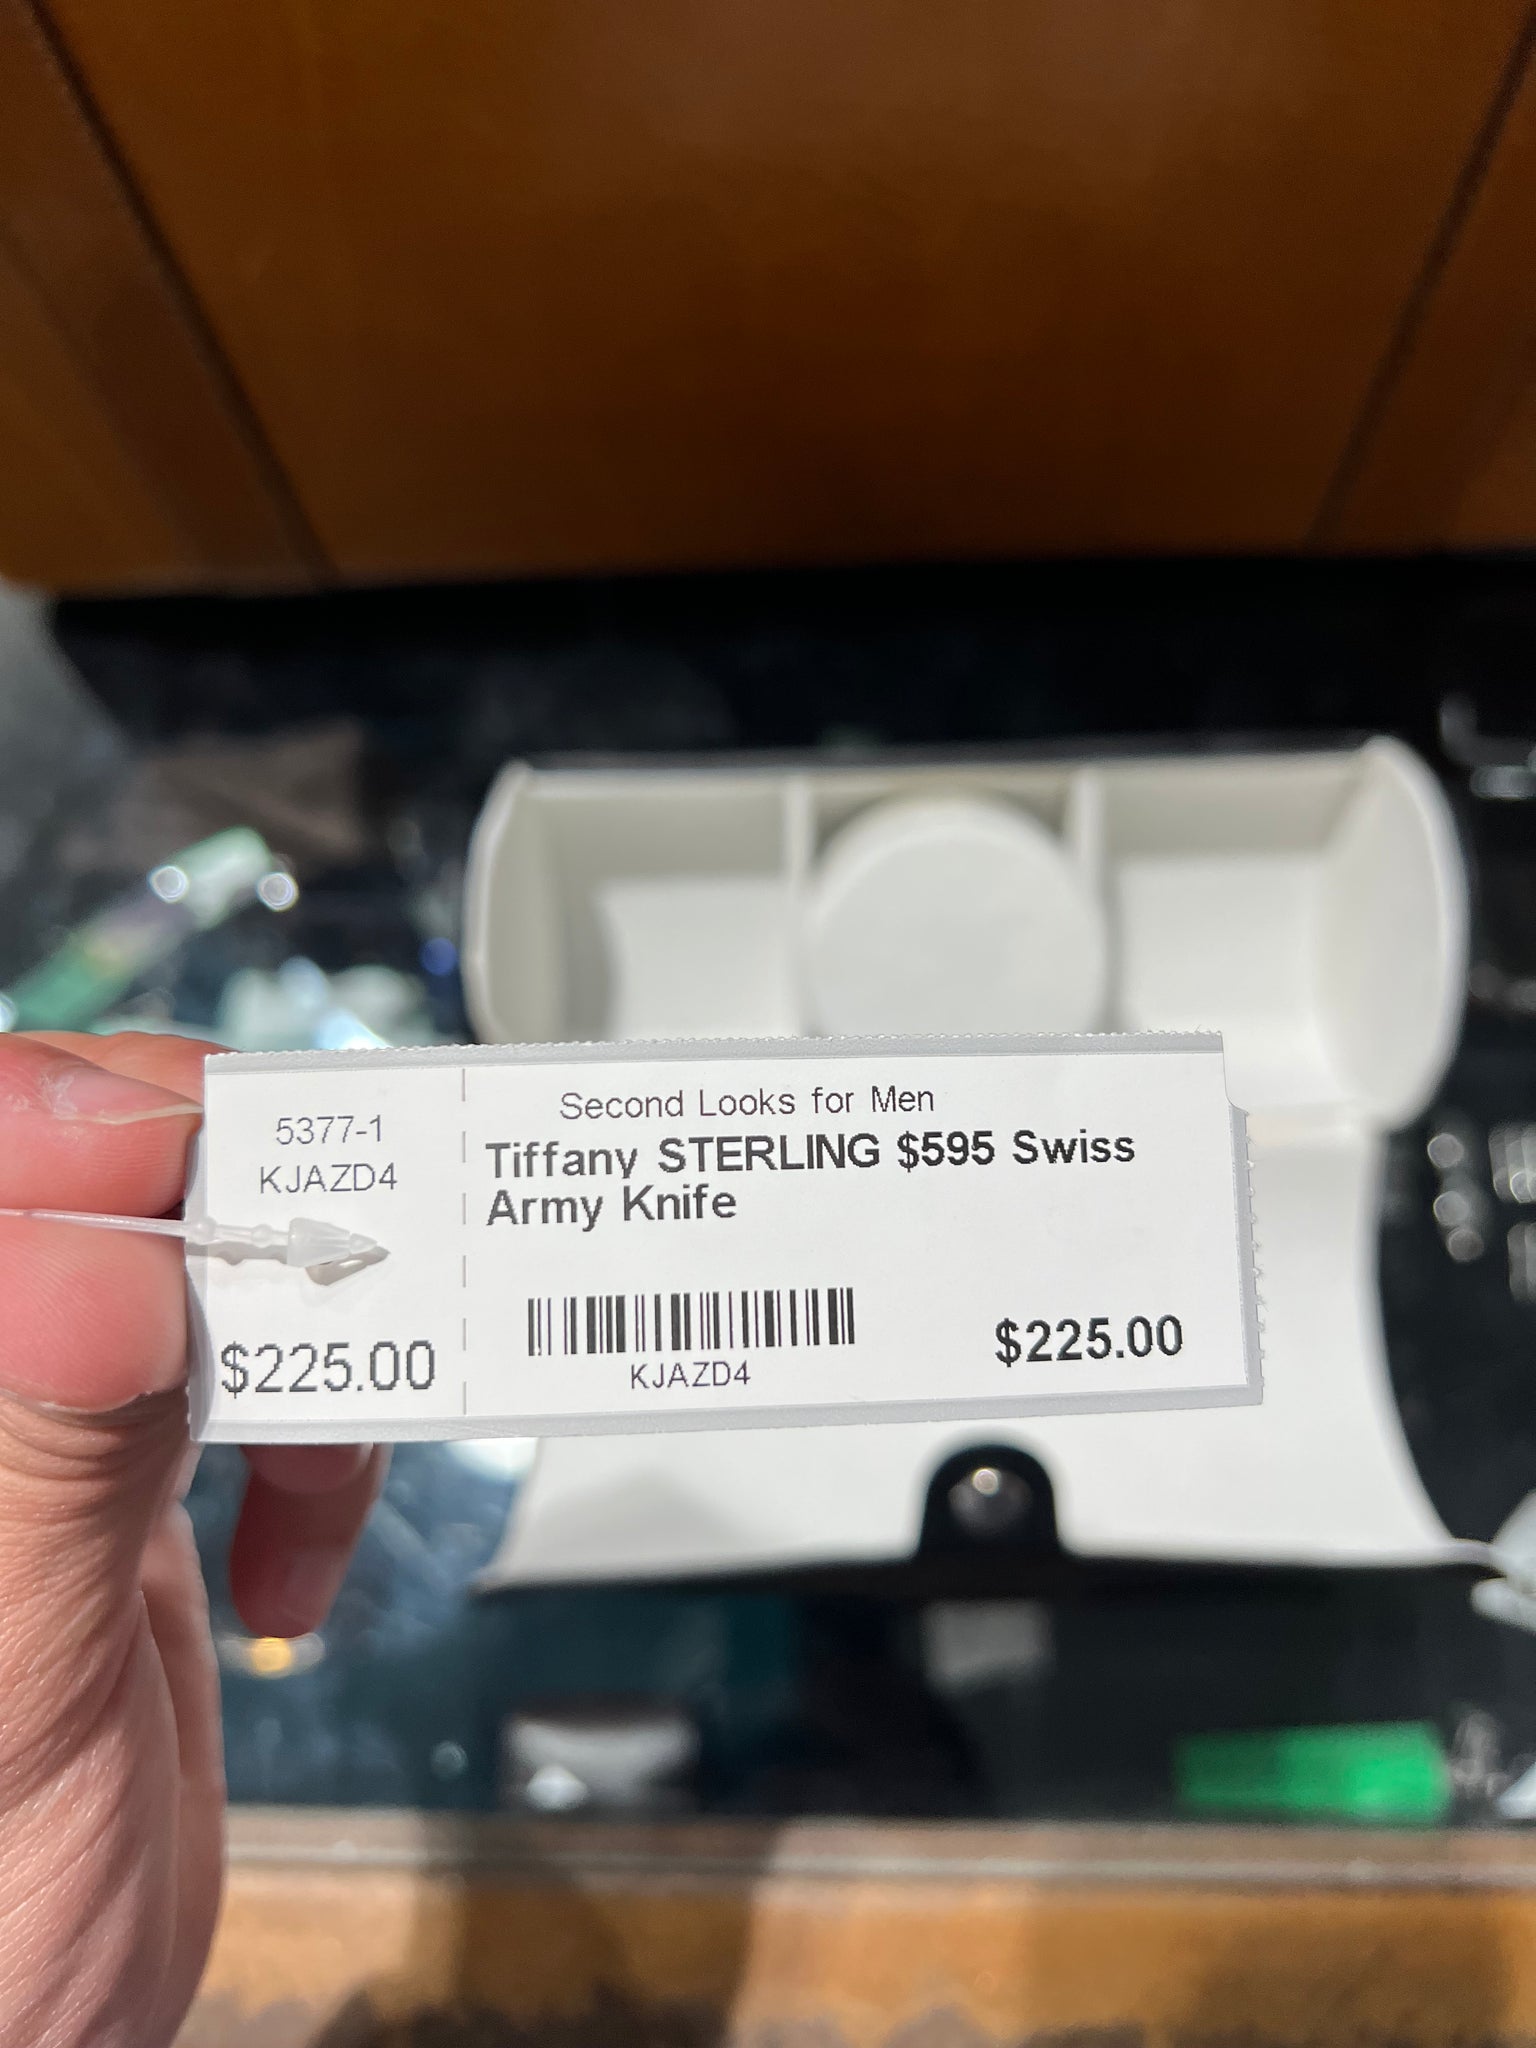 5377-1
KJAZD4
$225.00
Second Looks for Men
Tiffany STERLING $595 Swiss
Army Knife
KJAZD4
$225.00